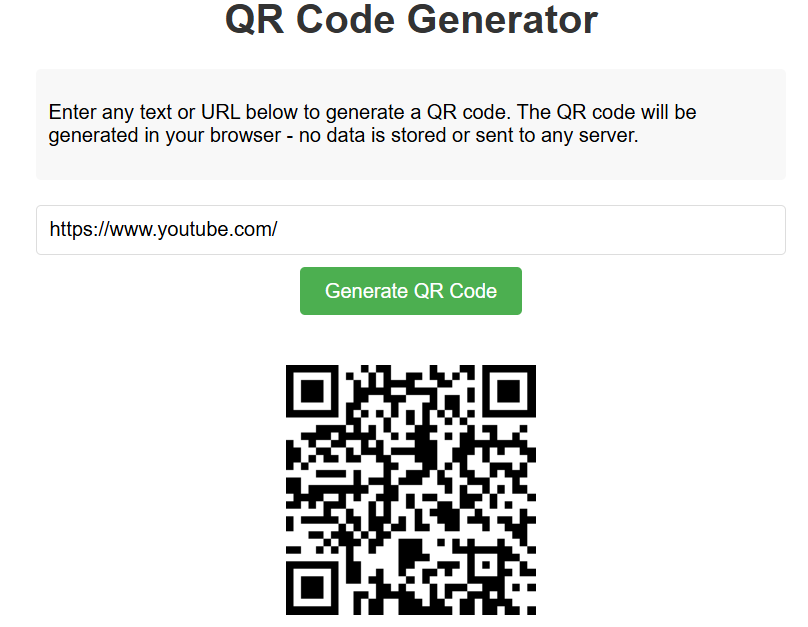 QR Code Generator
Enter any text or URL below to generate a QR code. The QR code will be
generated in your browser - no data is stored or sent to any server.
https://www.youtube.com/
Generate QR Code